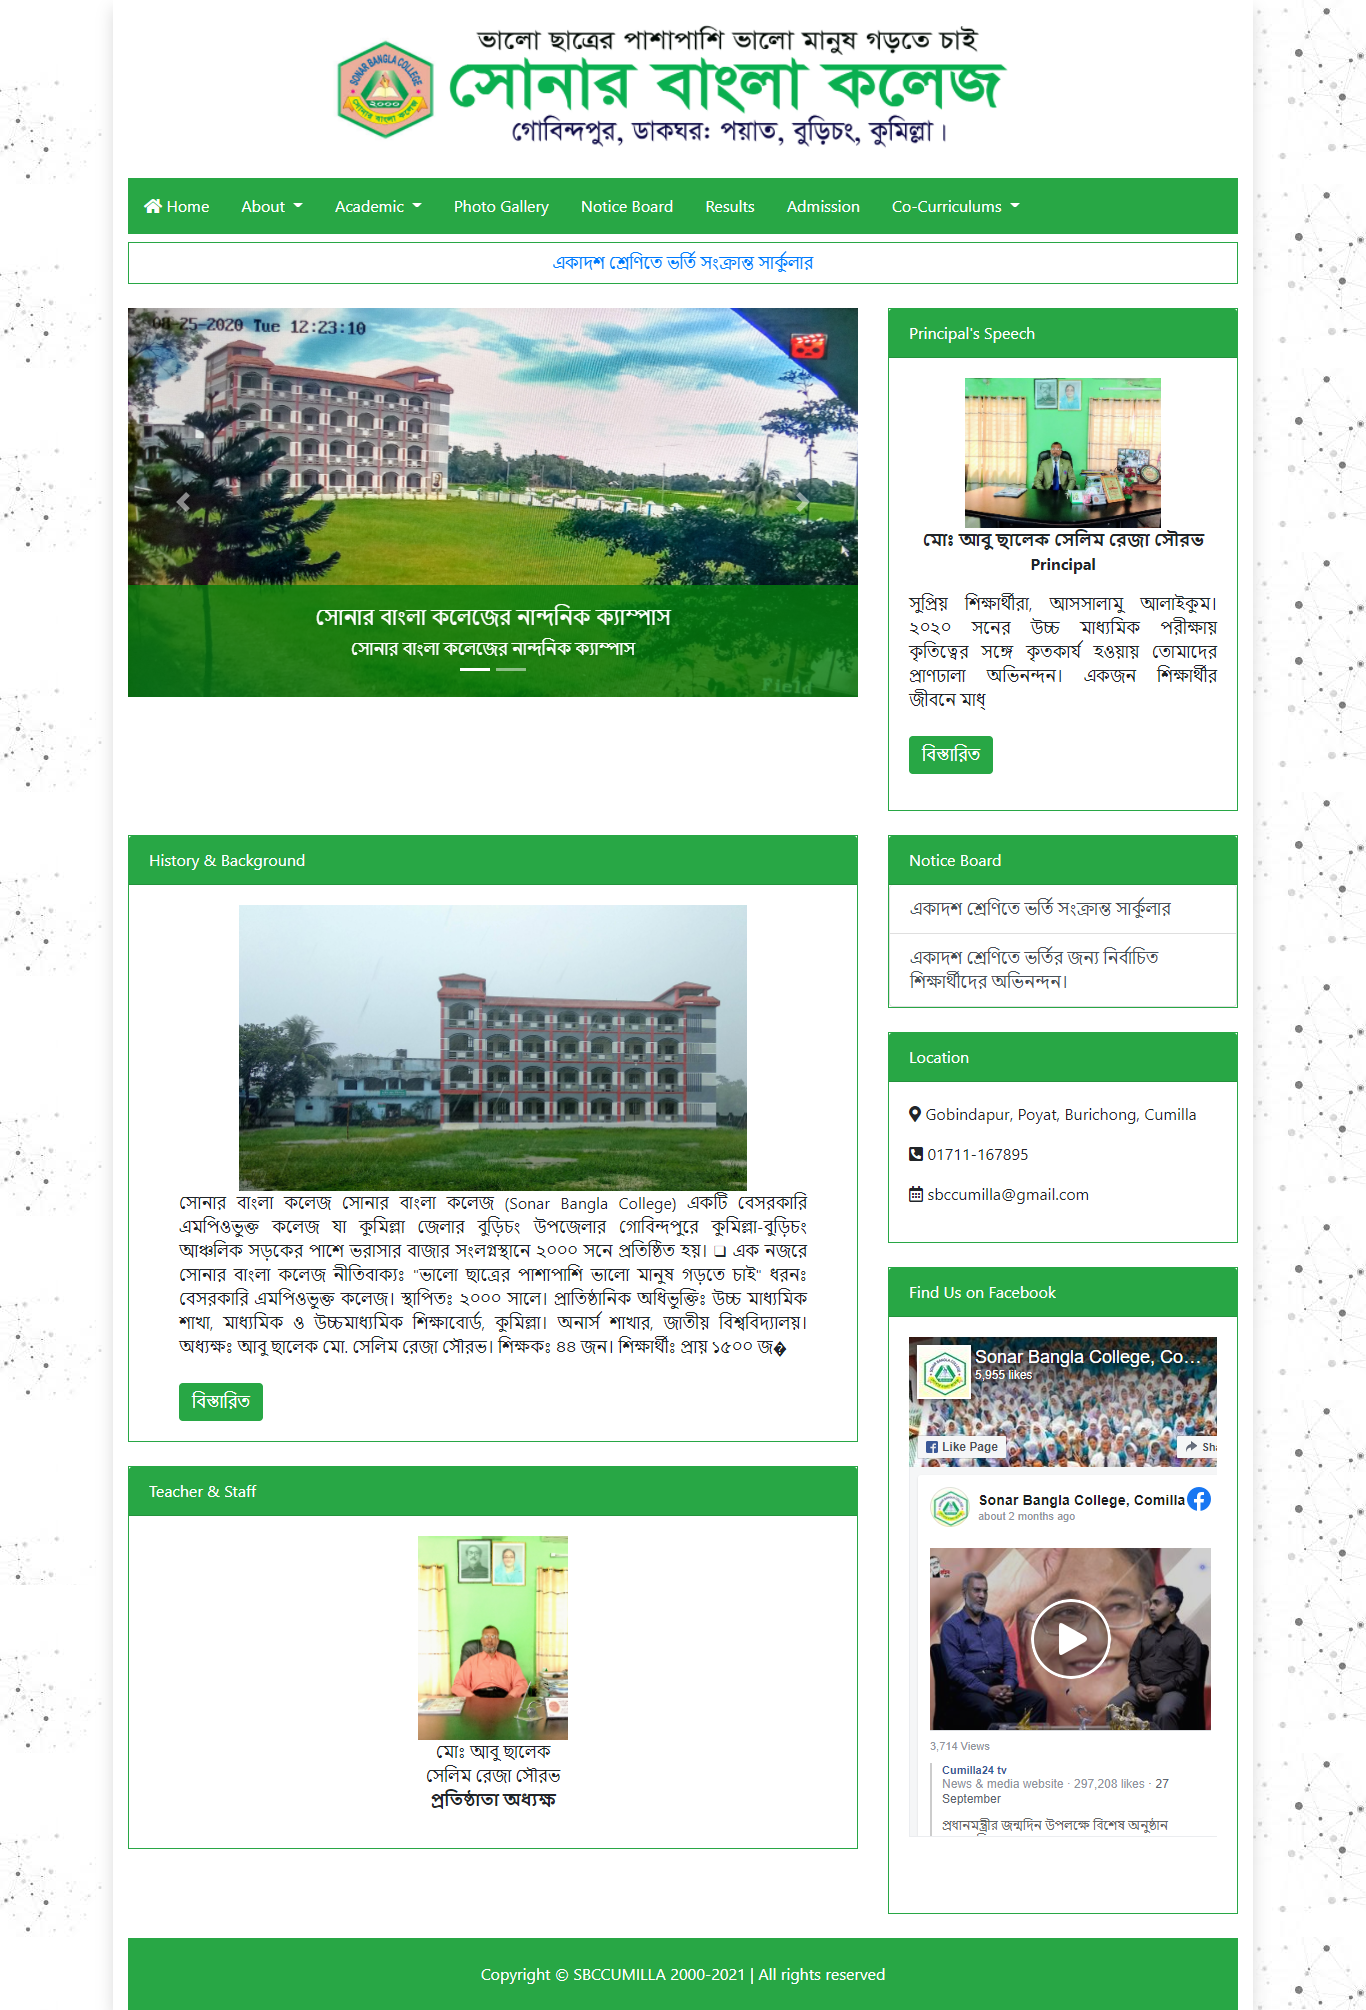 ভালো ছাত্রের পাশাপাশি ভালো মানুষ গড়তে চাই
SONAR BANGLA COLLEGE
২০০০
সোনার বাংলা কলেজ
সোনার বাংলা কলেজ
গোবিন্দপুর, ডাকঘর: পয়াত, বুড়িচং, কুমিল্লা।
Home About Academic Photo Gallery Notice Board Results Admission Co-Curriculums
একাদশ শ্রেণিতে ভর্তি সংক্রান্ত সার্কুলার
08-25-2020 Tue 12:23:10
সোনার বাংলা কলেজের নান্দনিক ক্যাম্পাস
সোনার বাংলা কলেজের নান্দনিক ক্যাম্পাস
Field
Principal's Speech
মোঃ আবু ছালেক সেলিম রেজা সৌরভ
Principal
সুপ্রিয় শিক্ষার্থীরা, আসসালামু আলাইকুম।
২০২০ সনের উচ্চ মাধ্যমিক পরীক্ষায়
কৃতিত্বের সঙ্গে কৃতকার্য হওয়ায় তোমাদের
প্রাণঢালা অভিনন্দন। একজন শিক্ষার্থীর
জীবনে মাধ্
বিস্তারিত
History & Background
সোনার বাংলা কলেজ সোনার বাংলা কলেজ (Sonar Bangla College) একটি বেসরকারি
এমপিওভুক্ত কলেজ যা কুমিল্লা জেলার বুড়িচং উপজেলার গোবিন্দপুরে কুমিল্লা-বুড়িচং
আঞ্চলিক সড়কের পাশে ভরাসার বাজার সংলগ্নস্থানে ২০০০ সনে প্রতিষ্ঠিত হয়। ❏ এক নজরে
সোনার বাংলা কলেজ নীতিবাক্যঃ "ভালো ছাত্রের পাশাপাশি ভালো মানুষ গড়তে চাই" ধরনঃ
বেসরকারি এমপিওভুক্ত কলেজ। স্থাপিতঃ ২০০০ সালে। প্রাতিষ্ঠানিক অধিভুক্তিঃ উচ্চ মাধ্যমিক
শাখা, মাধ্যমিক ও উচ্চমাধ্যমিক শিক্ষাবোর্ড, কুমিল্লা। অনার্স শাখার, জাতীয় বিশ্ববিদ্যালয়।
অধ্যক্ষঃ আবু ছালেক মো. সেলিম রেজা সৌরভ। শিক্ষকঃ ৪৪ জন। শিক্ষার্থীঃ প্রায় ১৫০০ জ�
বিস্তারিত
Teacher & Staff
মোঃ আবু ছালেক
সেলিম রেজা সৌরভ
প্রতিষ্ঠাতা অধ্যক্ষ
Notice Board
একাদশ শ্রেণিতে ভর্তি সংক্রান্ত সার্কুলার
একাদশ শ্রেণিতে ভর্তির জন্য নির্বাচিত
শিক্ষার্থীদের অভিনন্দন।
Location
Gobindapur, Poyat, Burichong, Cumilla
01711-167895
sbccumilla@gmail.com
Find Us on Facebook
Sonar Bangla College, Co...
5,955 likes
Like Page
Sha
Sonar Bangla College, Comilla
about 2 months ago
3,714 Views
Cumilla24 tv
News & media website · 297,208 likes · 27
September
প্রধানমন্ত্রীর জন্মদিন উপলক্ষে বিশেষ অনুষ্ঠান
Copyright © SBCCUMILLA 2000-2021 | All rights reserved